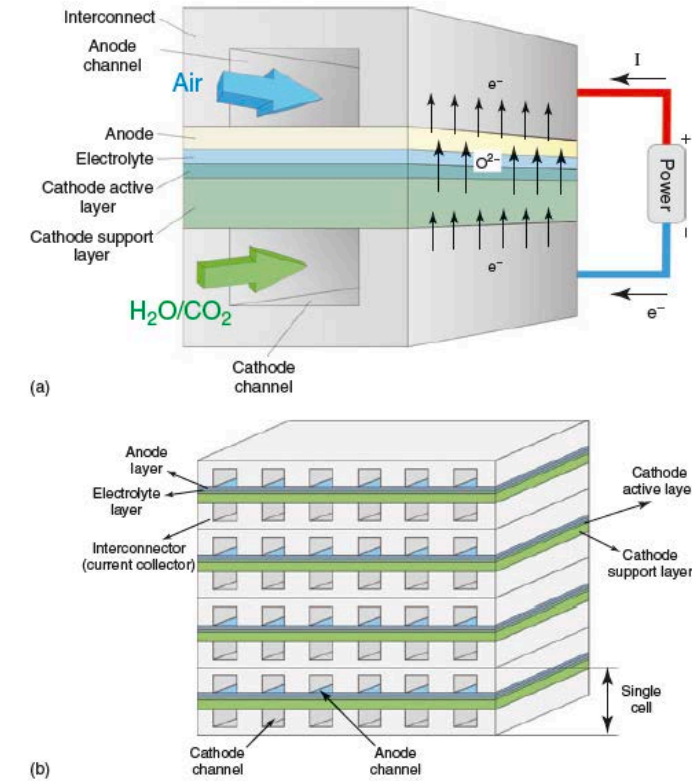 Interconnect
Anode
channel
Air
Anode
Electrolyte
Cathode active
layer
Cathode support
layer
H₂O/CO₂
Cathode
channel
e⁻
O²⁻
e⁻
I
+
Power
−
e⁻
(a)
Anode
layer
Electrolyte
layer
Interconnector
(current collector)
Cathode
active laye
Cathode
support layer
Single
cell
Cathode
channel
Anode
channel
(b)